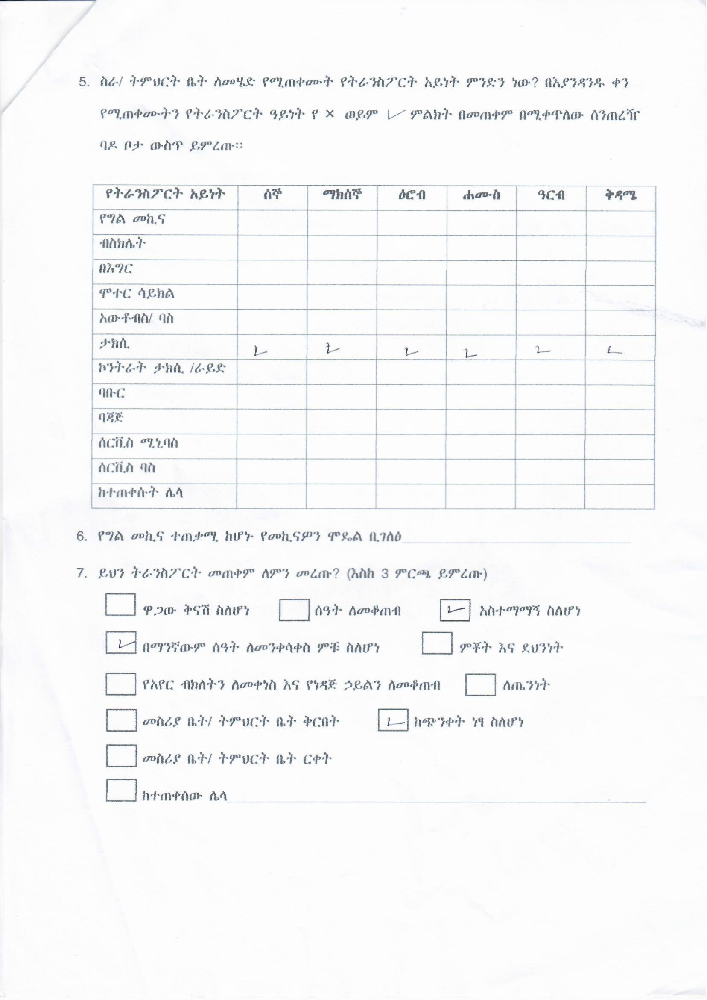 5. ስራ/ ትምህርት ቤት ለመሄድ የሚጠቀሙት የትራንስፖርት አይነት ምንድን ነው? በእያንዳንዱ ቀን
የሚጠቀሙትን የትራንስፖርት ዓይነት የ × ወይም ✓ ምልክት በመጠቀም በሚቀጥለው ሰንጠረዥ
ባዶ ቦታ ውስጥ ይምረጡ፡፡
የትራንስፖርት አይነት ሰኞ ማክሰኞ ዕሮብ ሐሙስ ዓርብ ቅዳሜ
የግል መኪና
ብስክሌት
በእግር
ሞተር ሳይክል
አውቶብስ/ ባስ
ታክሲ ✓ ✓ ✓ ✓ ✓ ✓
ኮንትራት ታክሲ /ራይድ
ባቡር
ባጃጅ
ሰርቪስ ሚኒባስ
ሰርቪስ ባስ
ከተጠቀሱት ሌላ
6. የግል መኪና ተጠቃሚ ከሆኑ የመኪናዎን ሞዴል ቢገለፅ
7. ይህን ትራንስፖርት መጠቀም ለምን መረጡ? (እስከ 3 ምርጫ ይምረጡ)
ዋጋው ቅናሽ ስለሆነ ሰዓት ለመቆጠብ ✓ አስተማማኝ ስለሆነ
✓ በማንኛውም ሰዓት ለመንቀሳቀስ ምቹ ስለሆነ ምቾት እና ደህንነት
የአየር ብክለትን ለመቀነስ እና የነዳጅ ኃይልን ለመቆጠብ ለጤንነት
መስሪያ ቤት/ ትምህርት ቤት ቅርበት ✓ ከጭንቀት ነፃ ስለሆነ
መስሪያ ቤት/ ትምህርት ቤት ርቀት
ከተጠቀሰው ሌላ